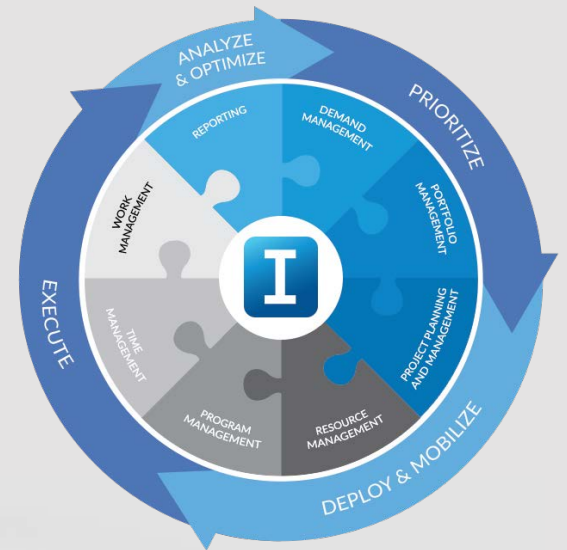 ANALYZE
& OPTIMIZE
PRIORITIZE
DEPLOY & MOBILIZE
EXECUTE
REPORTING
DEMAND
MANAGEMENT
PORTFOLIO
MANAGEMENT
PROJECT PLANNING
AND MANAGEMENT
RESOURCE
MANAGEMENT
PROGRAM
MANAGEMENT
TIME
MANAGEMENT
WORK
MANAGEMENT
I